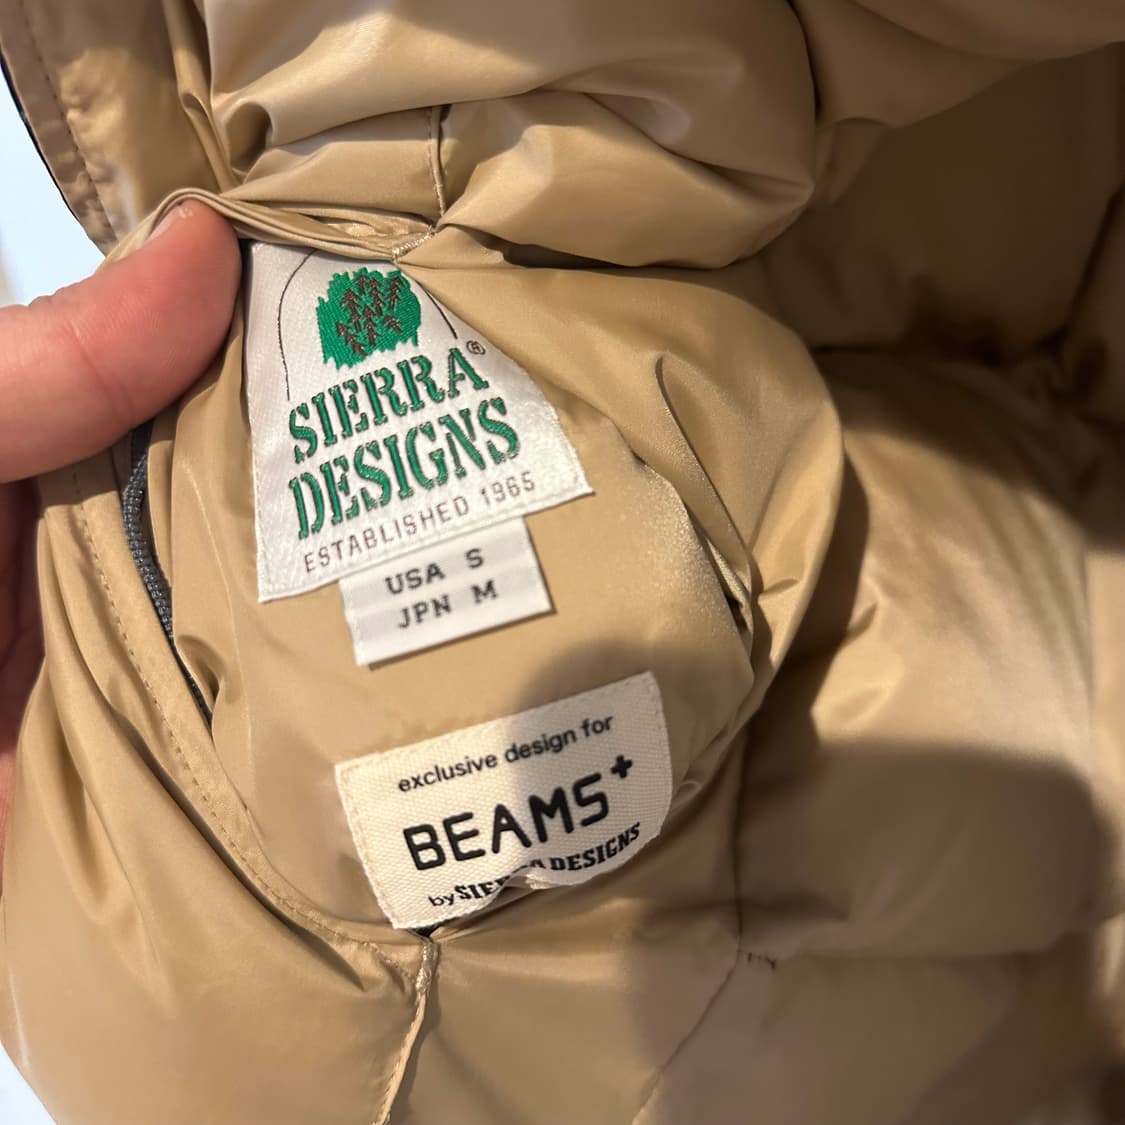 SIERRA®
DESIGNS
ESTABLISHED 1965
USA S
JPN M
exclusive design for
BEAMS+
by SIERRA DESIGNS